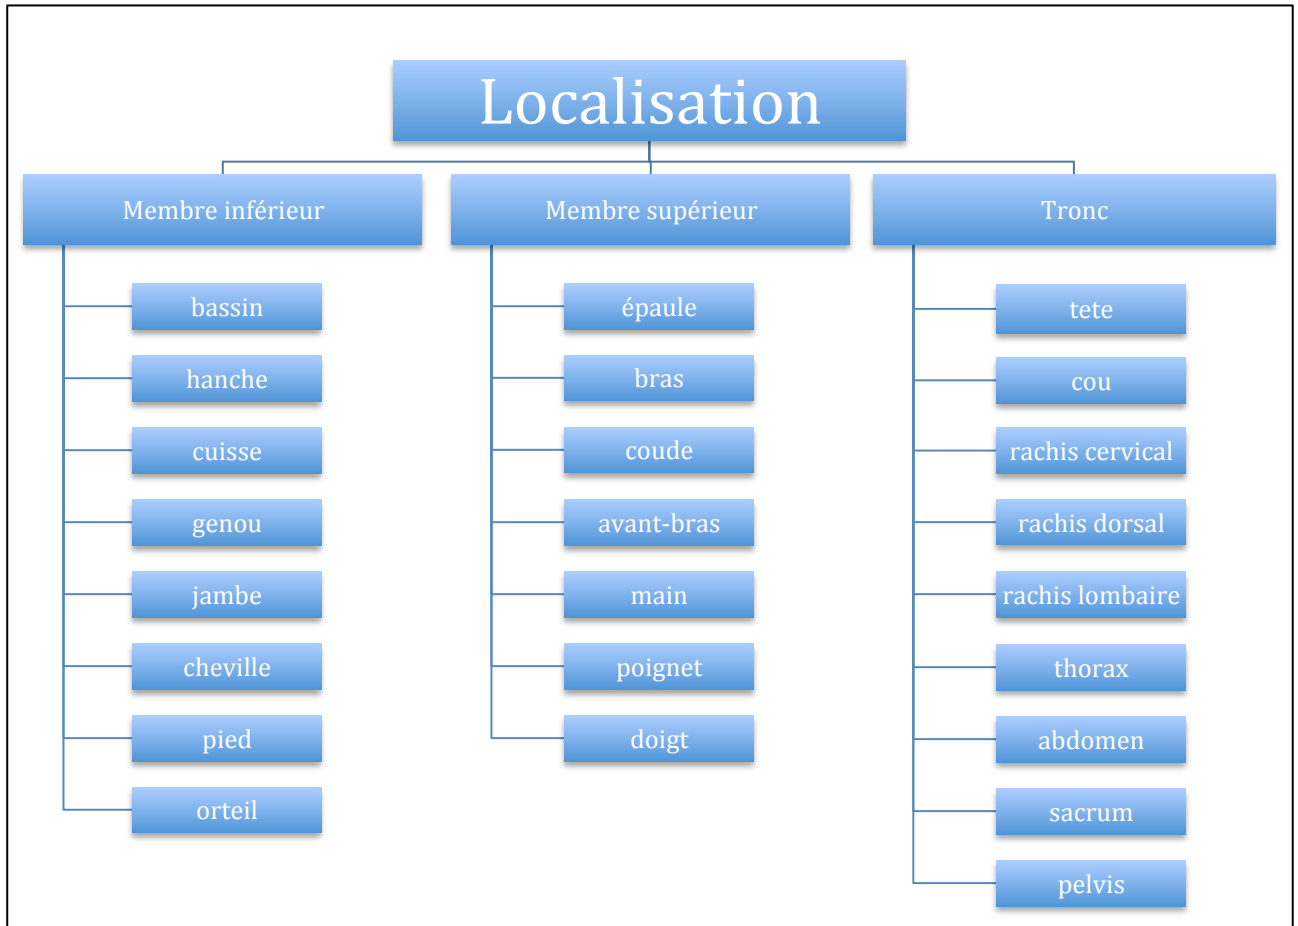 Localisation
Membre inférieur
bassin
hanche
cuisse
genou
jambe
cheville
pied
orteil
Membre supérieur
épaule
bras
coude
avant-bras
main
poignet
doigt
Tronc
tete
cou
rachis cervical
rachis dorsal
rachis lombaire
thorax
abdomen
sacrum
pelvis